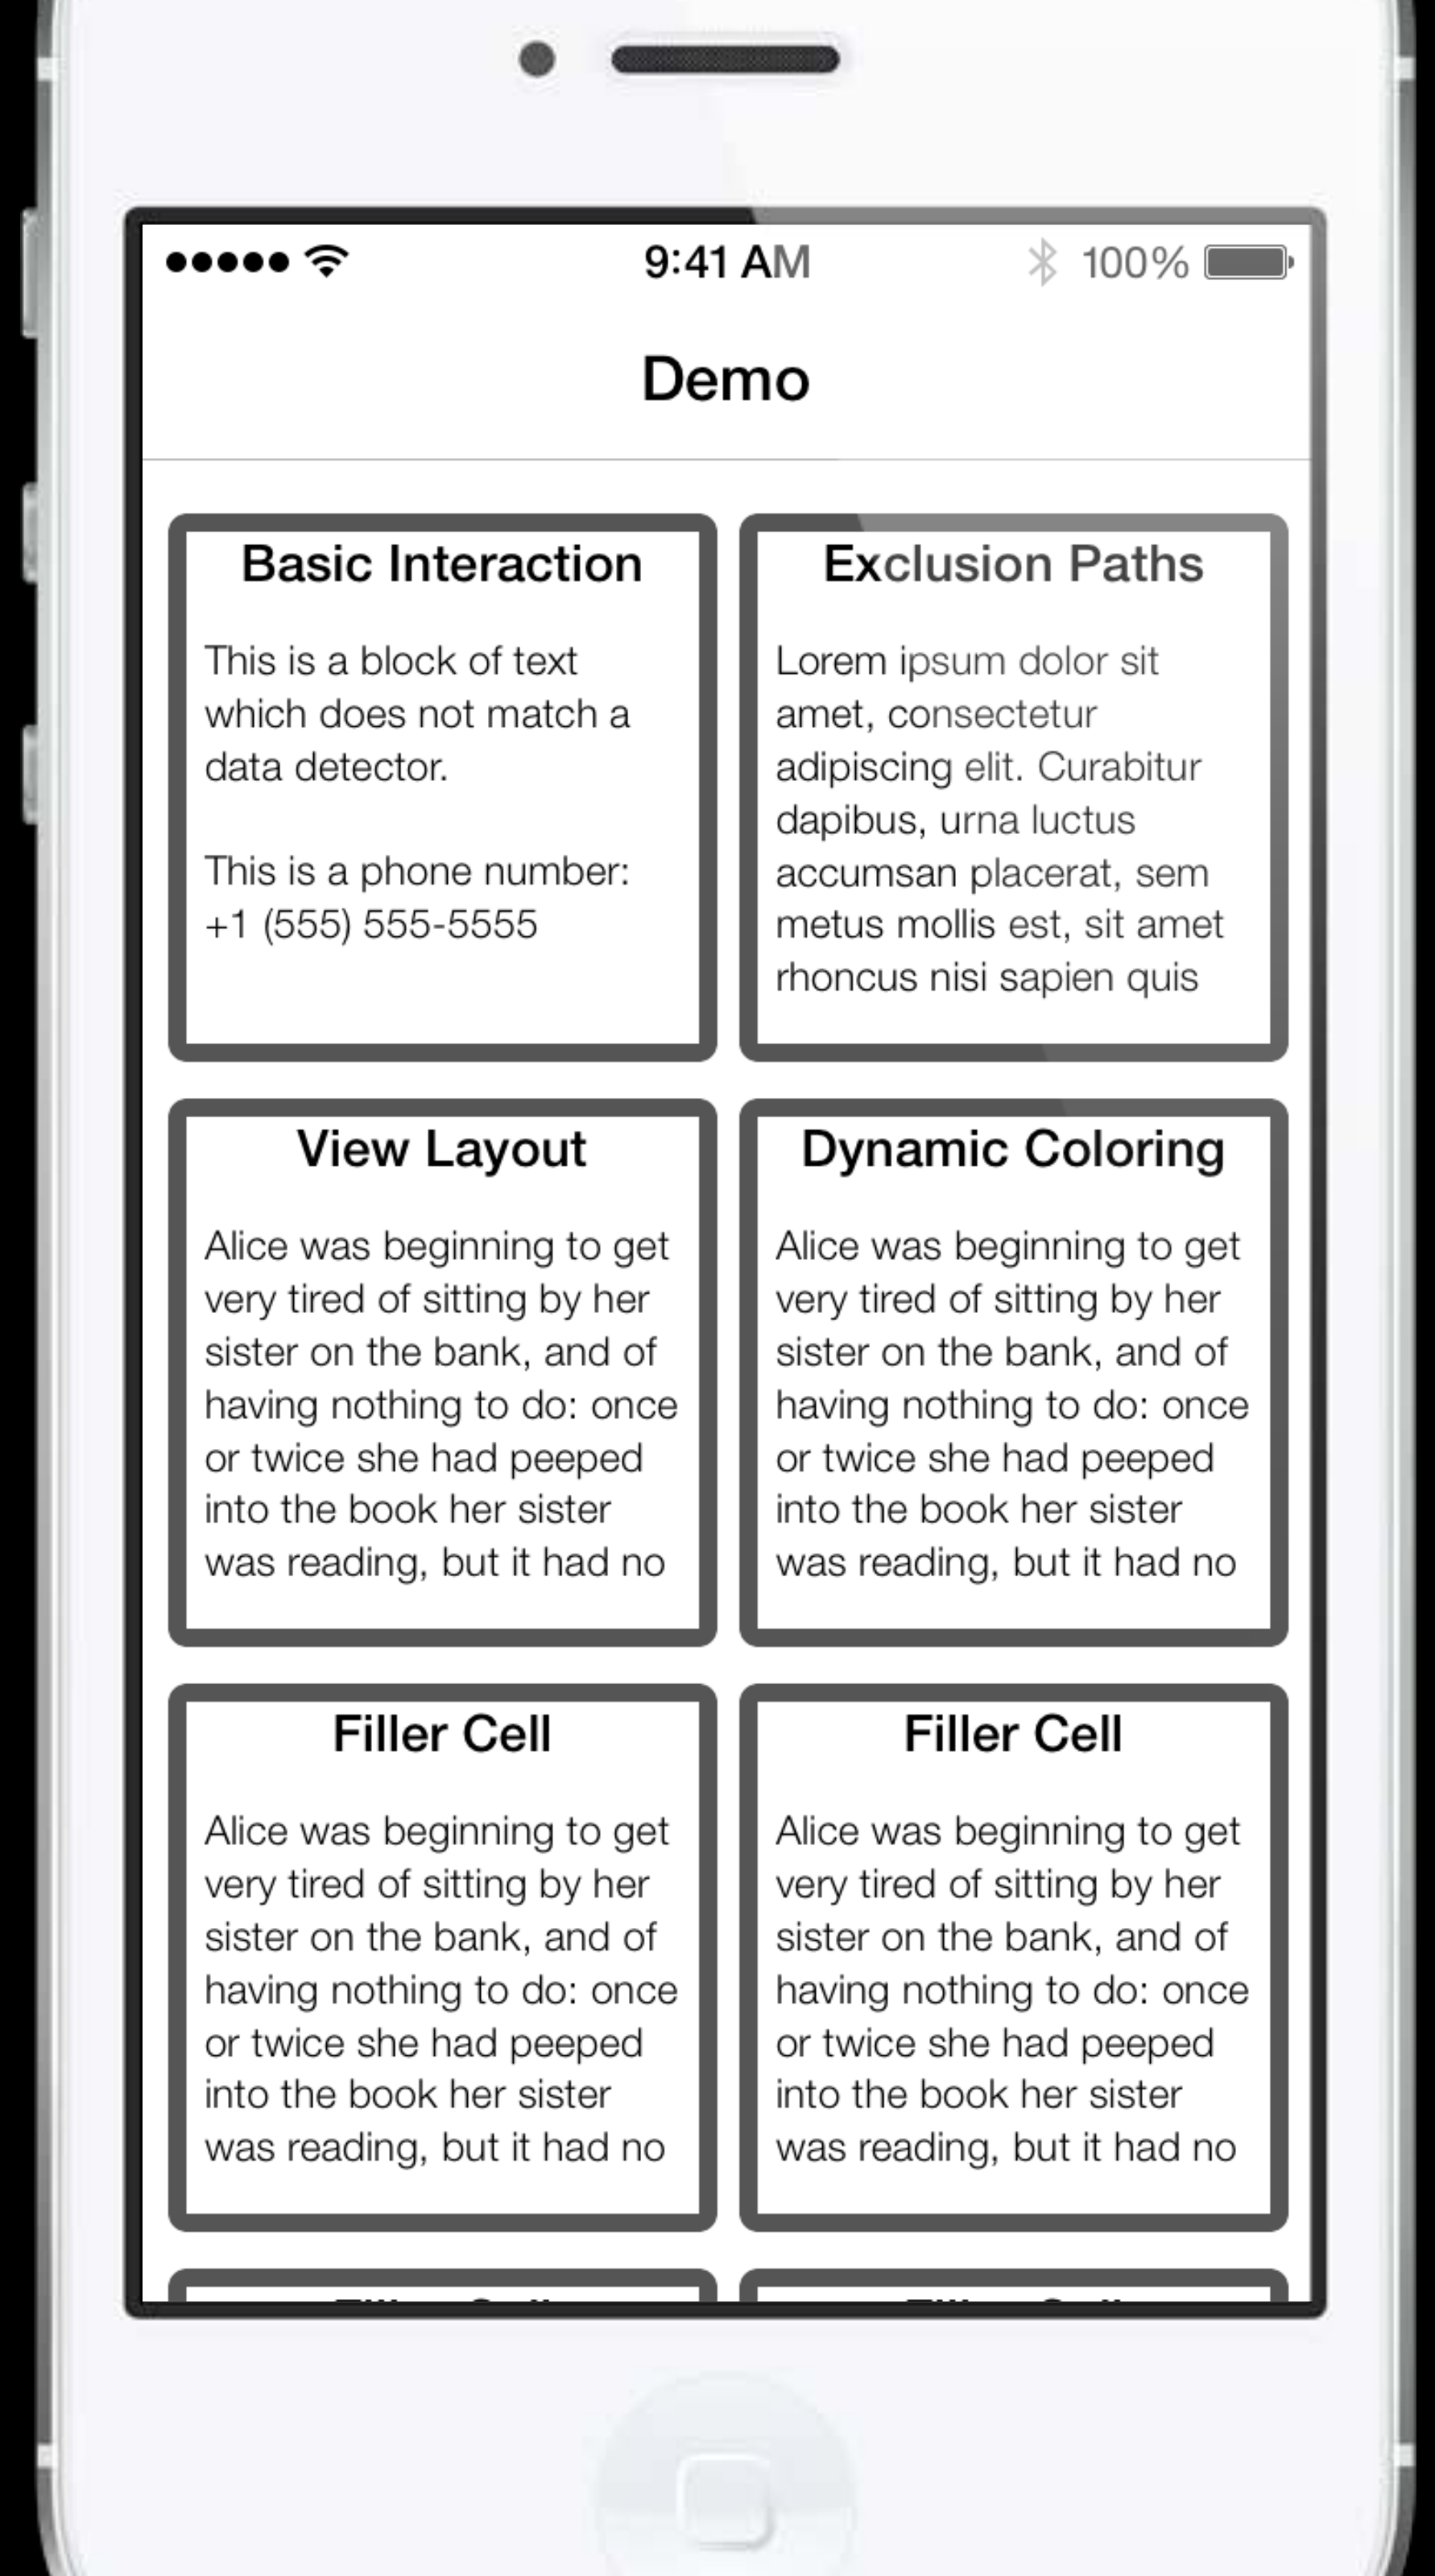 9:41 AM
100%
Demo
Basic Interaction
This is a block of text
which does not match a
data detector.
This is a phone number:
+1 (555) 555-5555
Exclusion Paths
Lorem ipsum dolor sit
amet, consectetur
adipiscing elit. Curabitur
dapibus, urna luctus
accumsan placerat, sem
metus mollis est, sit amet
rhoncus nisi sapien quis
View Layout
Alice was beginning to get
very tired of sitting by her
sister on the bank, and of
having nothing to do: once
or twice she had peeped
into the book her sister
was reading, but it had no
Dynamic Coloring
Alice was beginning to get
very tired of sitting by her
sister on the bank, and of
having nothing to do: once
or twice she had peeped
into the book her sister
was reading, but it had no
Filler Cell
Alice was beginning to get
very tired of sitting by her
sister on the bank, and of
having nothing to do: once
or twice she had peeped
into the book her sister
was reading, but it had no
Filler Cell
Alice was beginning to get
very tired of sitting by her
sister on the bank, and of
having nothing to do: once
or twice she had peeped
into the book her sister
was reading, but it had no